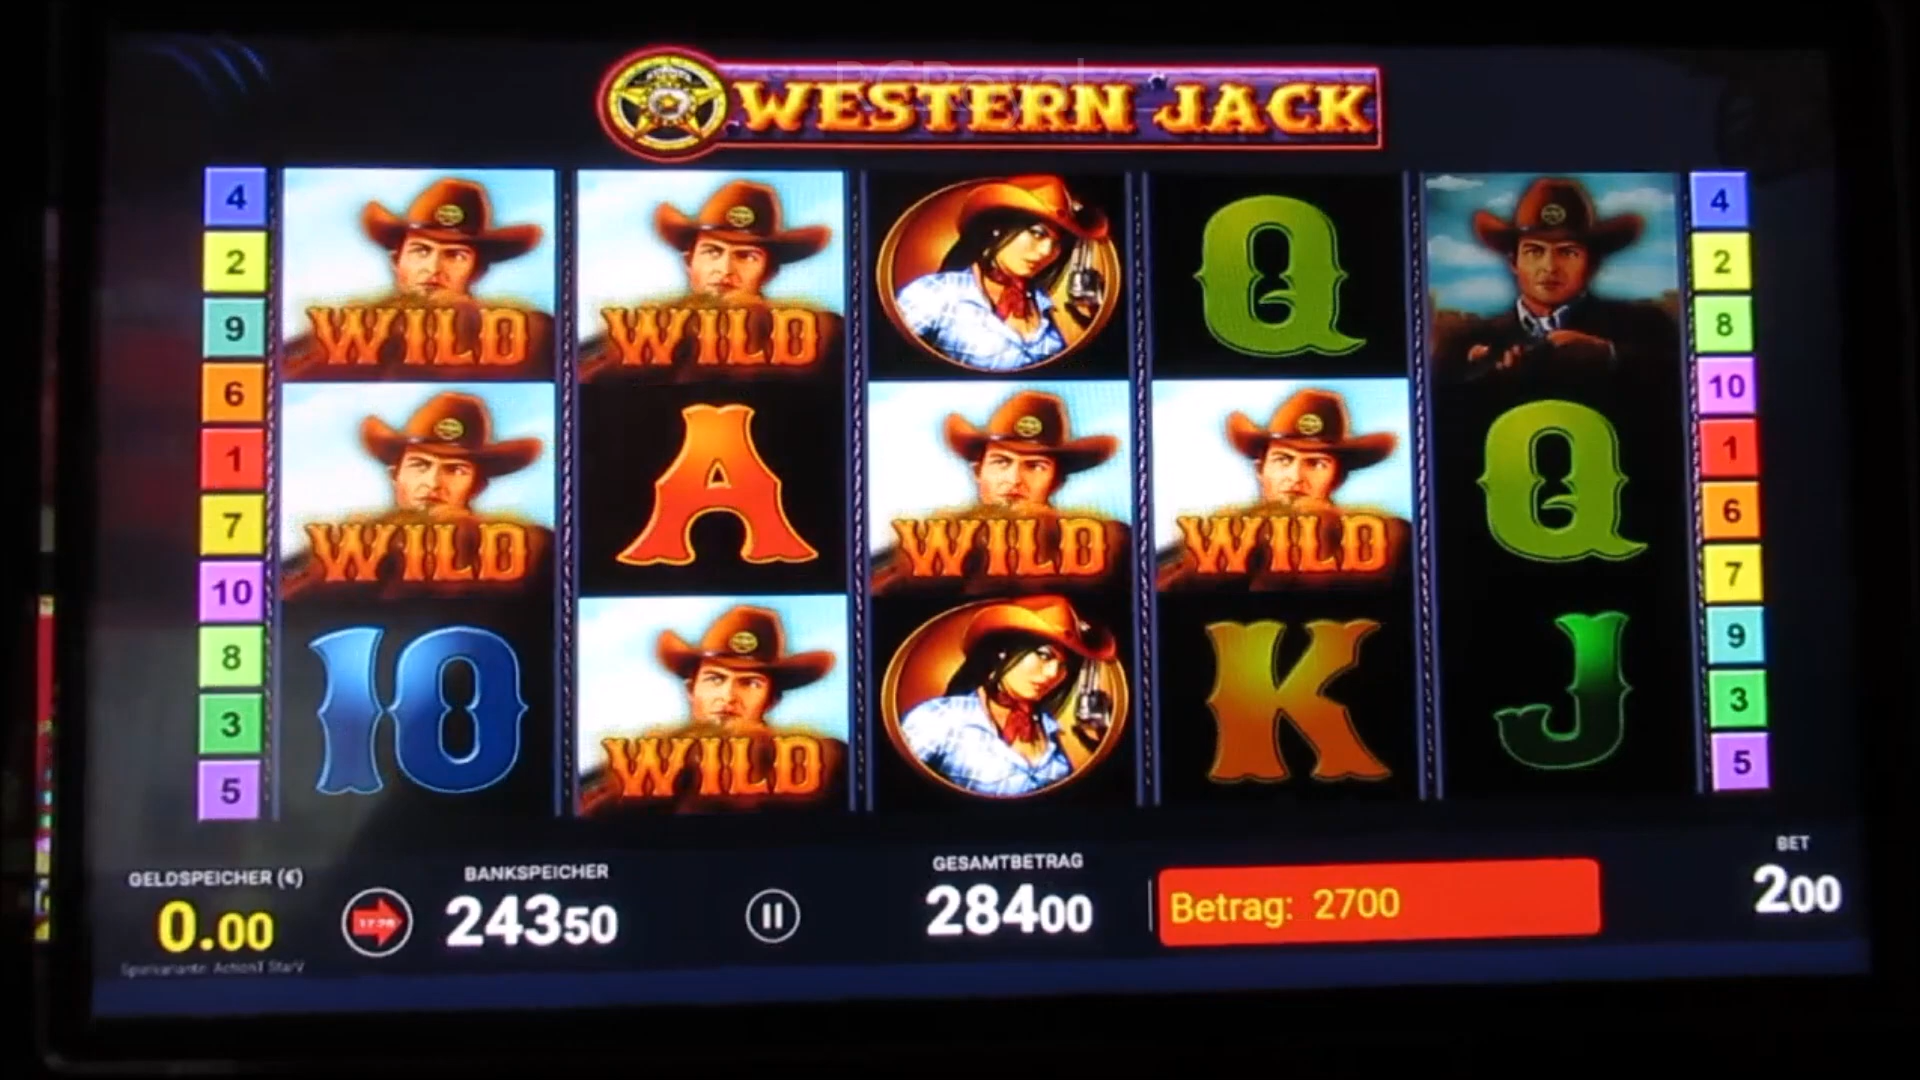 PGRoyal
WESTERN JACK
4 WILD WILD Q 4
2 2
9 8
6 10
1 WILD A WILD WILD Q 1
7 6
10 7
8 10 WILD K J 9
3 3
5 5
GELDSPEICHER (€) BANKSPEICHER GESAMTBETRAG BET
0.00 24350 28400 Betrag: 2700 200